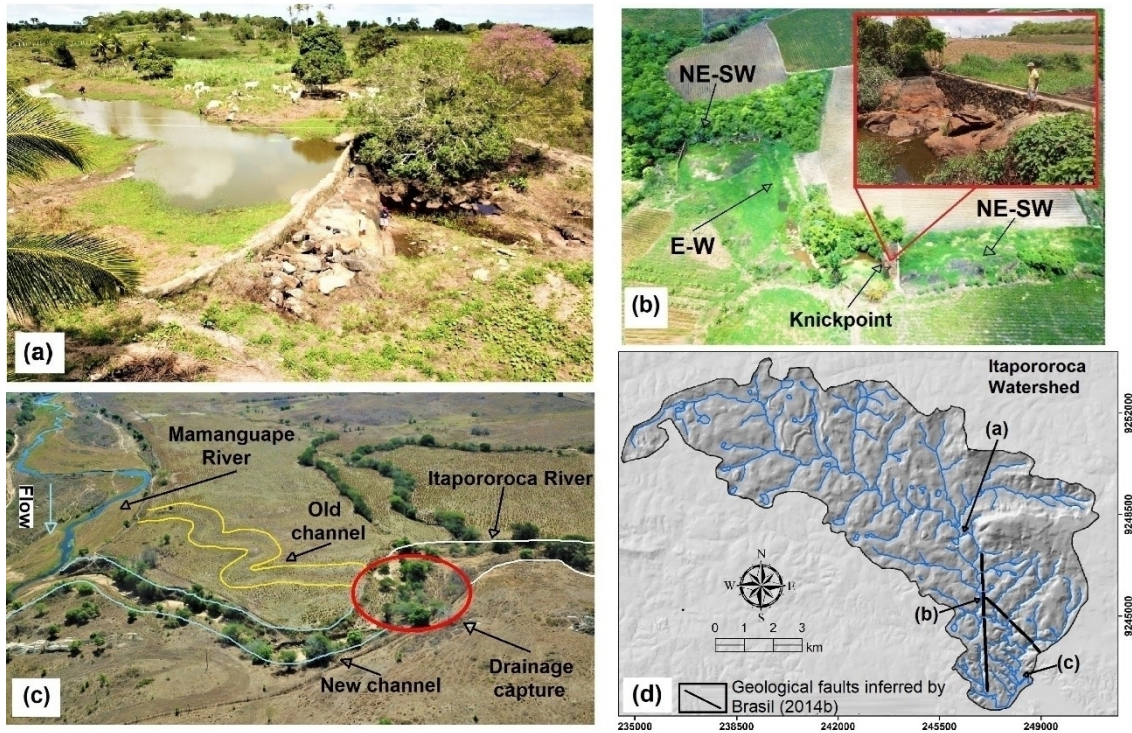 (a)
NE-SW
E-W
NE-SW
Knickpoint
(b)
Mamanguape
River
Flow
Old
channel
Itapororoca River
New channel
Drainage
capture
(c)
Itapororoca
Watershed
(a)
(b)
(c)
N
W E
S
0 1 2 3
km
(d)
Geological faults inferred by
Brasil (2014b)
9252000
9248500
9245000
235000 238500 242000 245500 249000